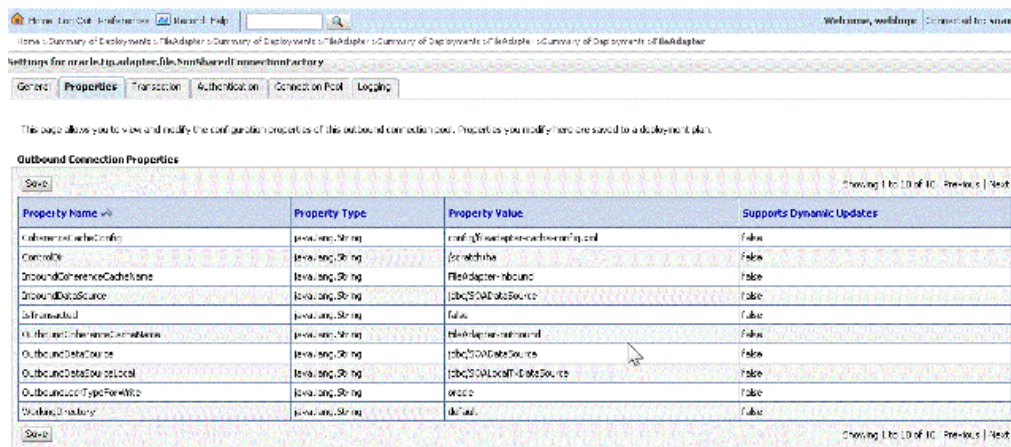 Home Log Out Preferences Record Help
Welcome, weblogic Connected to:
Home >Summary of Deployments >FileAdapter >Summary of Deployments >FileAdapter >Summary of Deployments >FileAdapter >Summary of Deployments >FileAdapter
Settings for oracle.tip.adapter.file.NonSharedConnectionFactory
General Properties Transaction Authentication Connection Pool Logging
This page allows you to view and modify the configuration properties of this outbound connection pool. Properties you modify here are saved to a deployment plan.
Outbound Connection Properties
Save Showing 1 to 10 of 10 Previous | Next
Property Name Property Type Property Value Supports Dynamic Updates
CoherenceCacheConfig java.lang.String config/fileadapter-cache-config.xml false
ControlDir java.lang.String false
InboundCoherenceCacheName java.lang.String FileAdapter-inbound false
InboundDataSource java.lang.String jdbc/SOADataSource false
IsTransacted java.lang.String false false
OutboundCoherenceCacheName java.lang.String FileAdapter-outbound false
OutboundDataSource java.lang.String jdbc/SOADataSource false
OutboundDataSourceLocal java.lang.String jdbc/SOALocalTxDataSource false
OutboundLockTypeForWrite java.lang.String oracle false
WorkingDirectory java.lang.String default false
Save Showing 1 to 10 of 10 Previous | Next